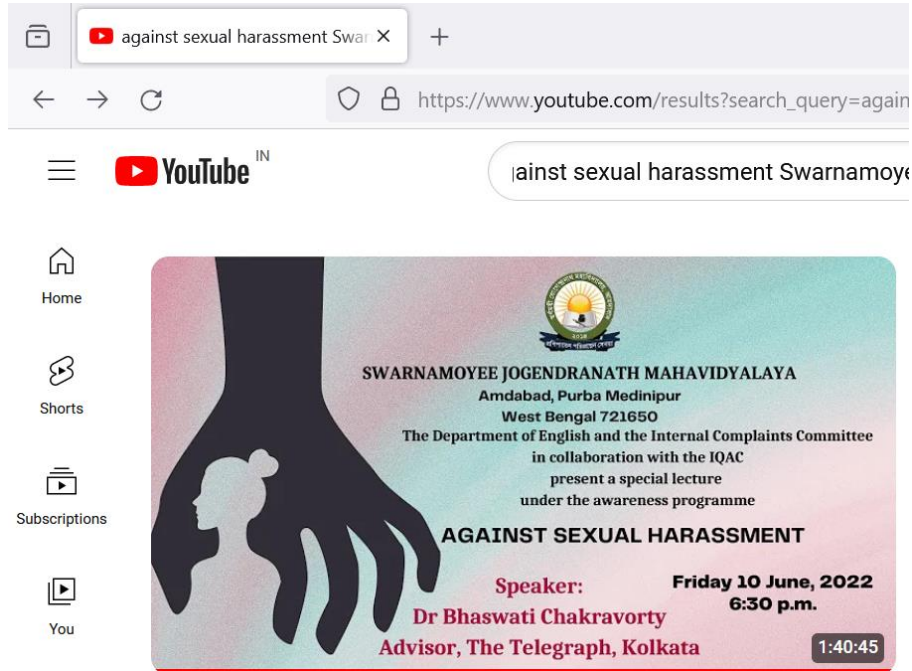 against sexual harassment Swar
https://www.youtube.com/results?search_query=again
YouTube IN
ainst sexual harassment Swarnamoye
Home
Shorts
Subscriptions
You
২০১৪
SWARNAMOYEE JOGENDRANATH MAHAVIDYALAYA
Amdabad, Purba Medinipur
West Bengal 721650
The Department of English and the Internal Complaints Committee
in collaboration with the IQAC
present a special lecture
under the awareness programme
AGAINST SEXUAL HARASSMENT
Speaker:
Dr Bhaswati Chakravorty
Advisor, The Telegraph, Kolkata
Friday 10 June, 2022
6:30 p.m.
1:40:45